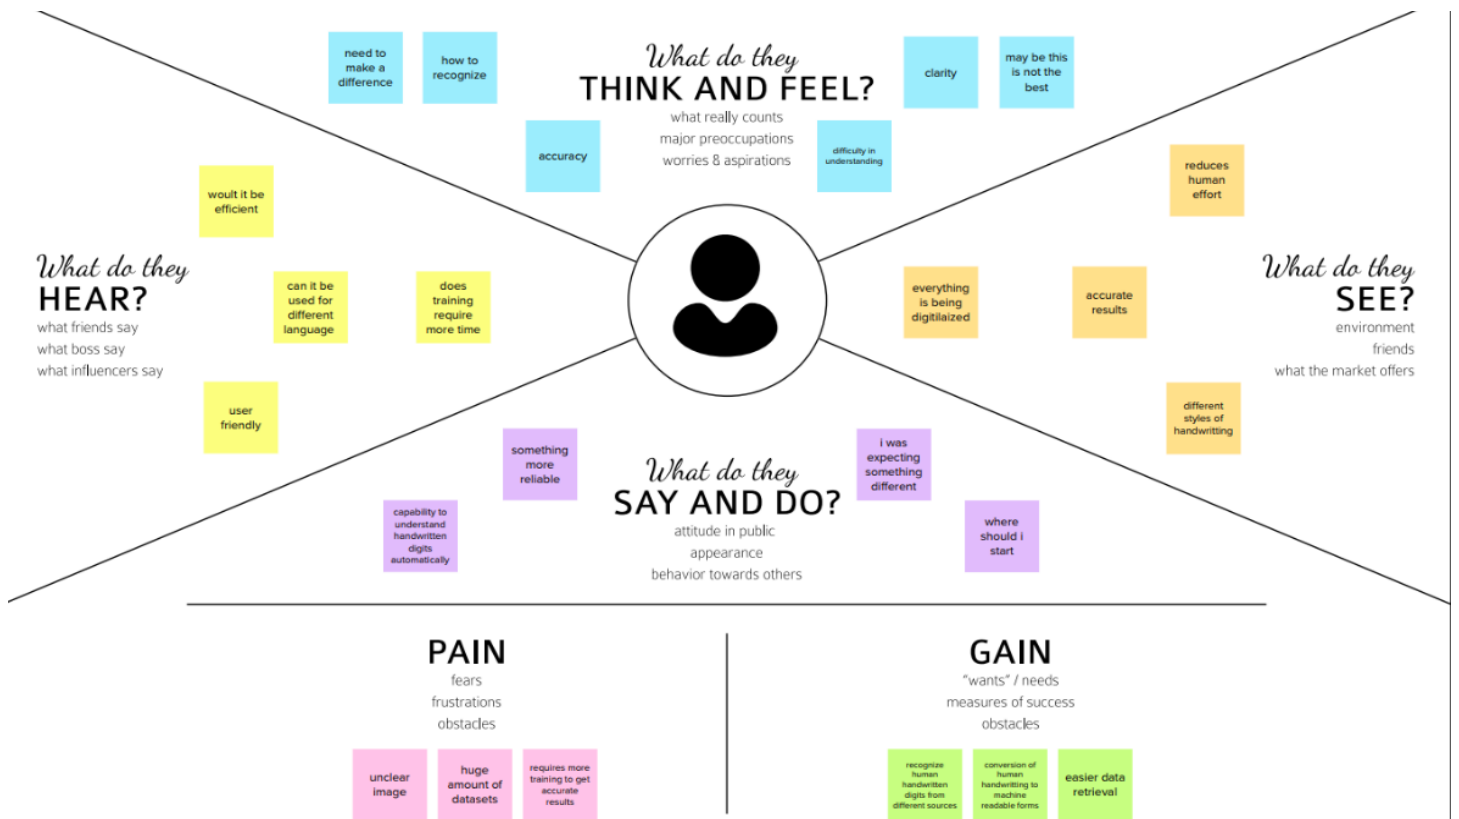 need to
make a
difference
how to
recognize
accuracy
What do they
THINK AND FEEL?
what really counts
major preoccupations
worries & aspirations
clarity
may be this
is not the
best
difficulty in
understanding
woult it be
efficient
What do they
HEAR?
what friends say
what boss say
what influencers say
can it be
used for
different
language
does
training
require
more time
user
friendly
reduces
human
effort
everything
is being
digitilaized
accurate
results
What do they
SEE?
environment
friends
what the market offers
different
styles of
handwritting
something
more
reliable
capability to
understand
handwritten
digits
automatically
What do they
SAY AND DO?
attitude in public
appearance
behavior towards others
i was
expecting
something
different
where
should i
start
PAIN
fears
frustrations
obstacles
unclear
image
huge
amount of
datasets
requires more
training to get
accurate
results
GAIN
"wants" / needs
measures of success
obstacles
recognize
human
handwritten
digits from
different sources
conversion of
human
handwritting to
machine
readable forms
easier data
retrieval